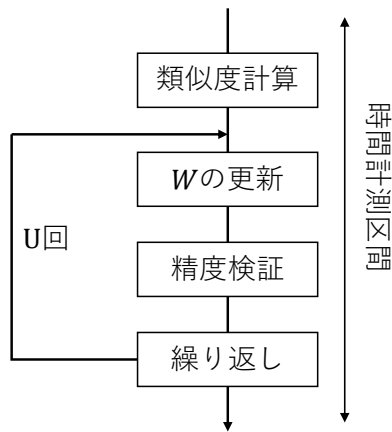 類似度計算
Wの更新
U回
精度検証
繰り返し
時間計測区間